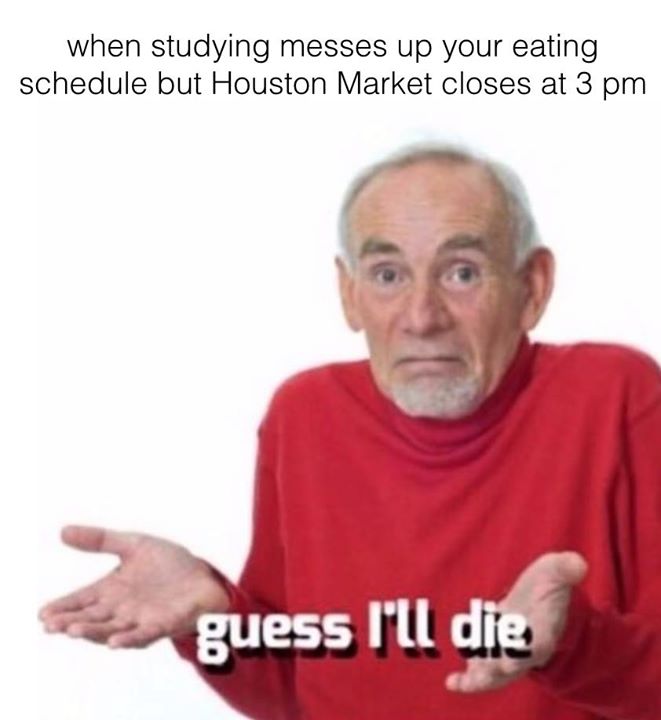 when studying messes up your eating
schedule but Houston Market closes at 3 pm
guess I'll die